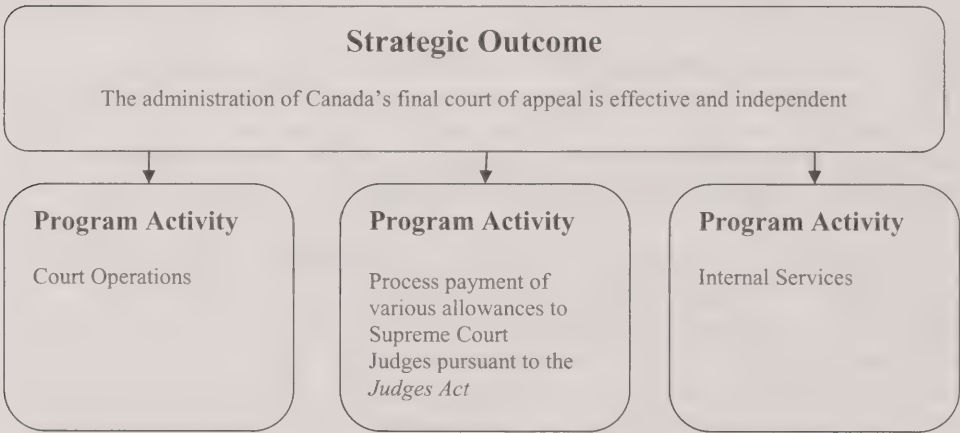 Strategic Outcome
The administration of Canada's final court of appeal is effective and independent
Program Activity
Court Operations
Program Activity
Process payment of
various allowances to
Supreme Court
Judges pursuant to the
Judges Act
Program Activity
Internal Services